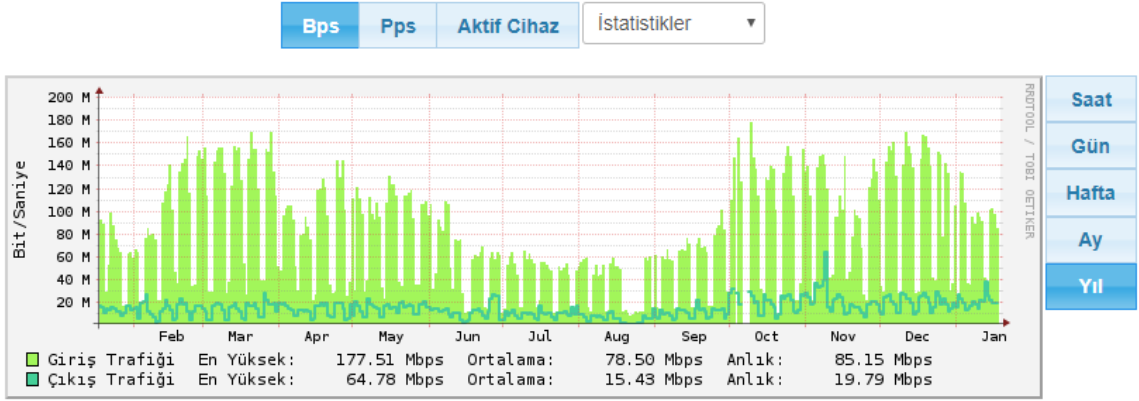 Bps Pps Aktif Cihaz İstatistikler
200 M
180 M
160 M
140 M
120 M
100 M
80 M
60 M
40 M
20 M
Bit/Saniye
Feb Mar Apr May Jun Jul Aug Sep Oct Nov Dec Jan
Giriş Trafiği En Yüksek: 177.51 Mbps Ortalama: 78.50 Mbps Anlık: 85.15 Mbps
Çıkış Trafiği En Yüksek: 64.78 Mbps Ortalama: 15.43 Mbps Anlık: 19.79 Mbps
RRDTOOL / TOBI OETIKER
Saat
Gün
Hafta
Ay
Yıl